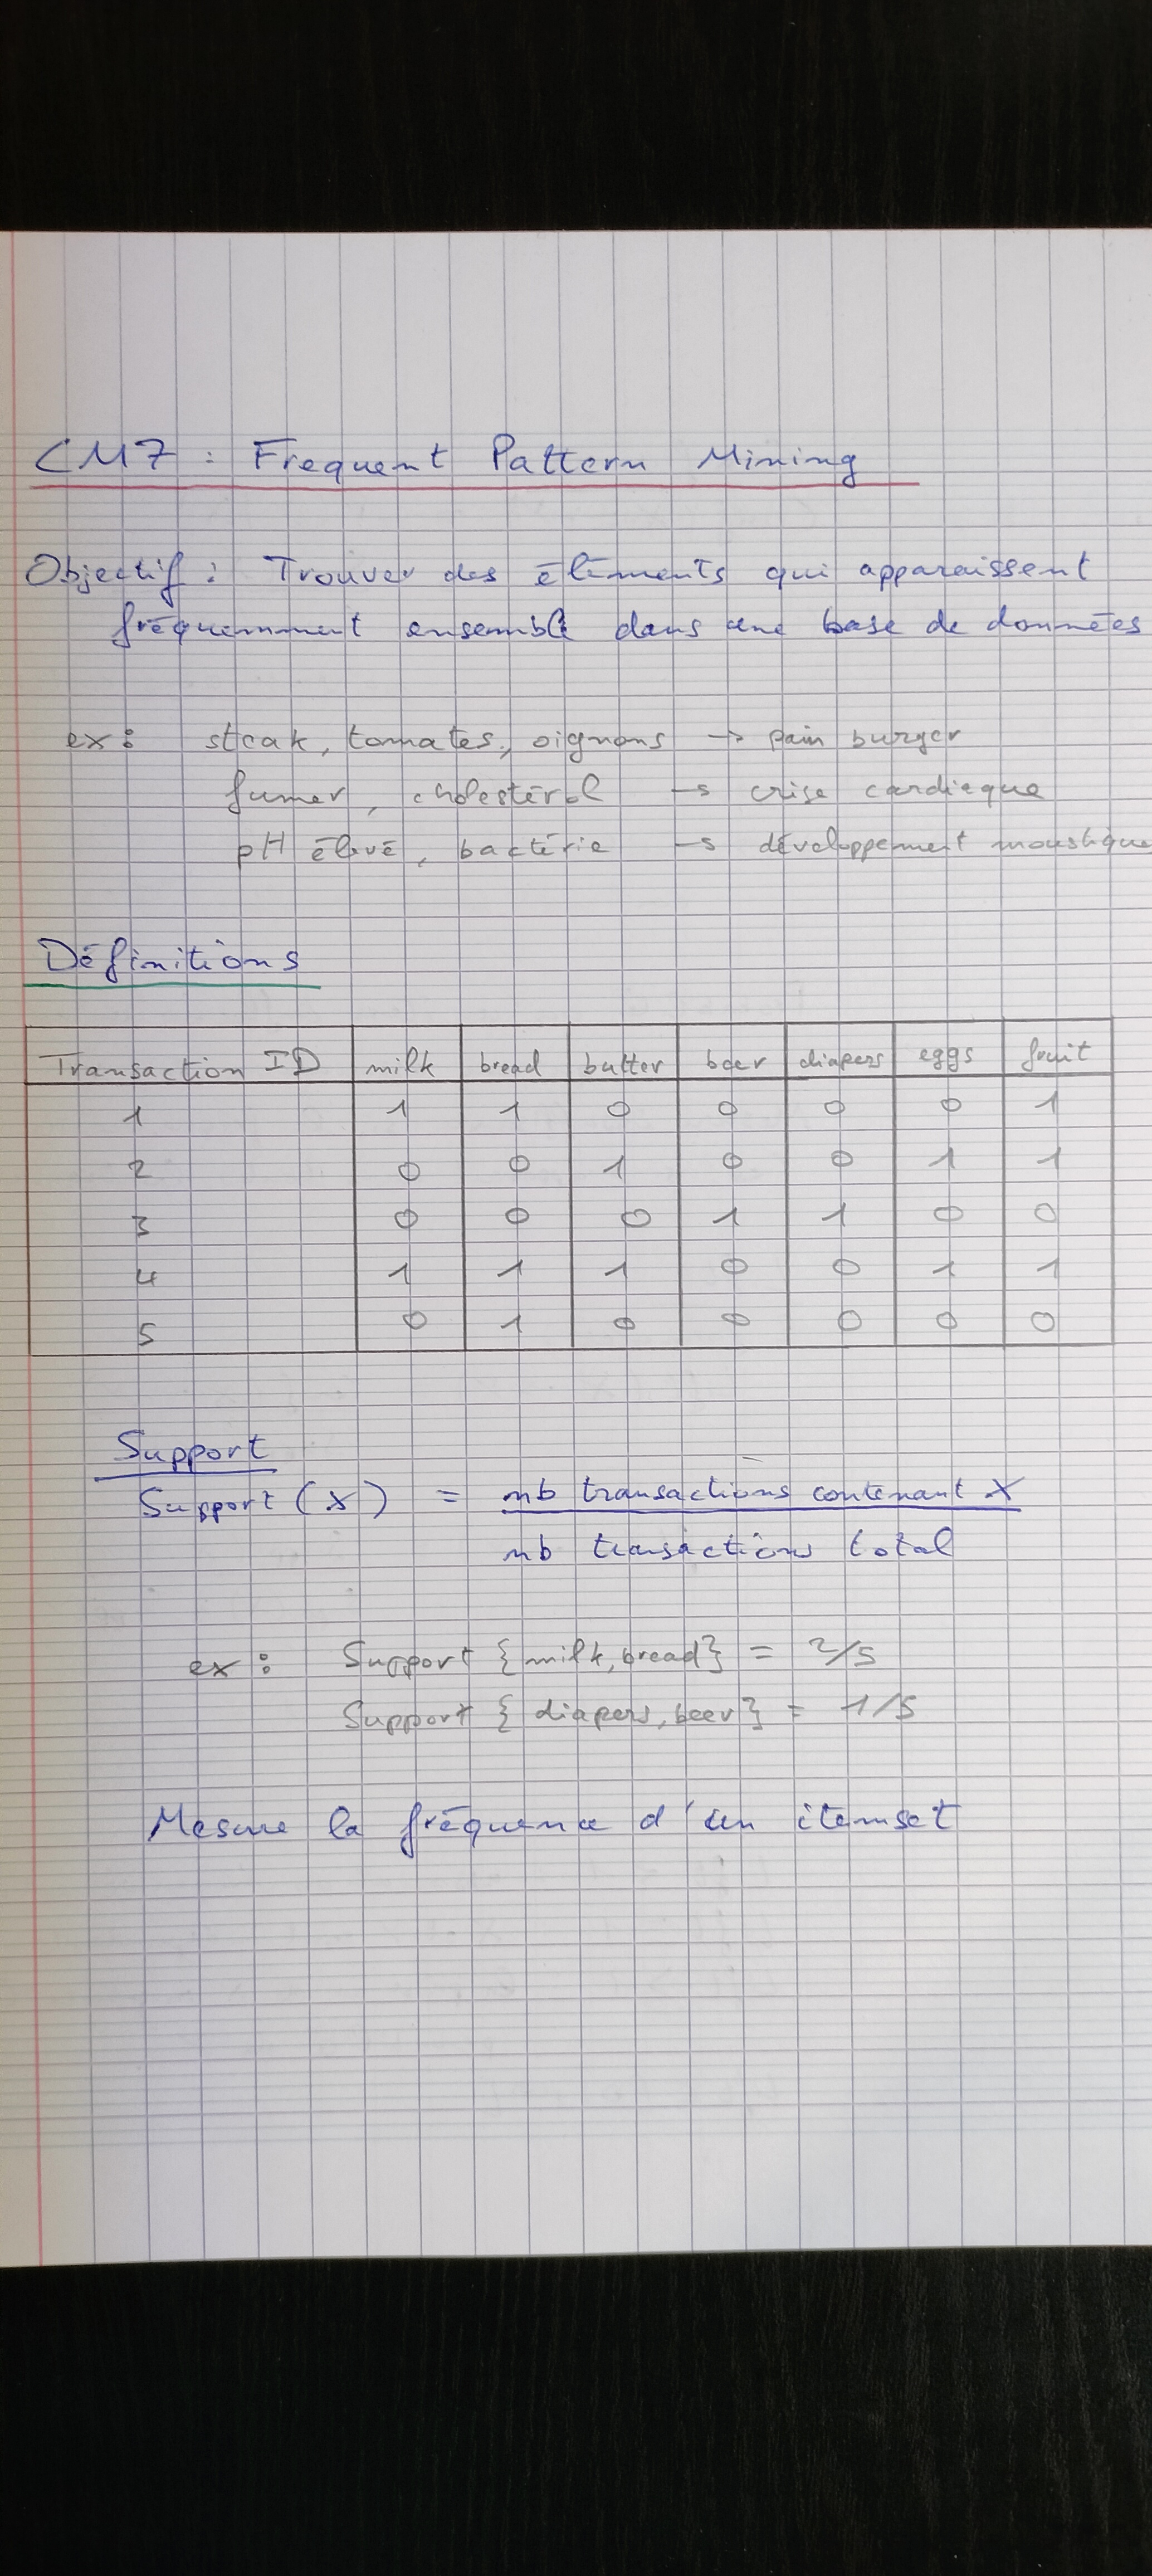 CM7 : Frequent Pattern Mining
Objectif : Trouver des éléments qui apparaissent
fréquemment ensemble dans une base de données
ex : steak, tomates, oignons → pain burger
fumer, cholestérol → crise cardiaque
pH élevé, bactérie → développement moustique
Définitions
Transaction ID milk bread butter beer diapers eggs fruit
1 1 1 0 0 0 0 1
2 0 0 1 0 0 1 1
3 0 0 0 1 1 0 0
4 1 1 1 0 0 1 1
5 0 1 0 0 0 0 0
Support
Support (X) = nb transactions contenant X
nb transactions total
ex : Support {milk, bread} = 2/5
Support {diapers, beer} = 1/5
Mesure la fréquence d'un itemset